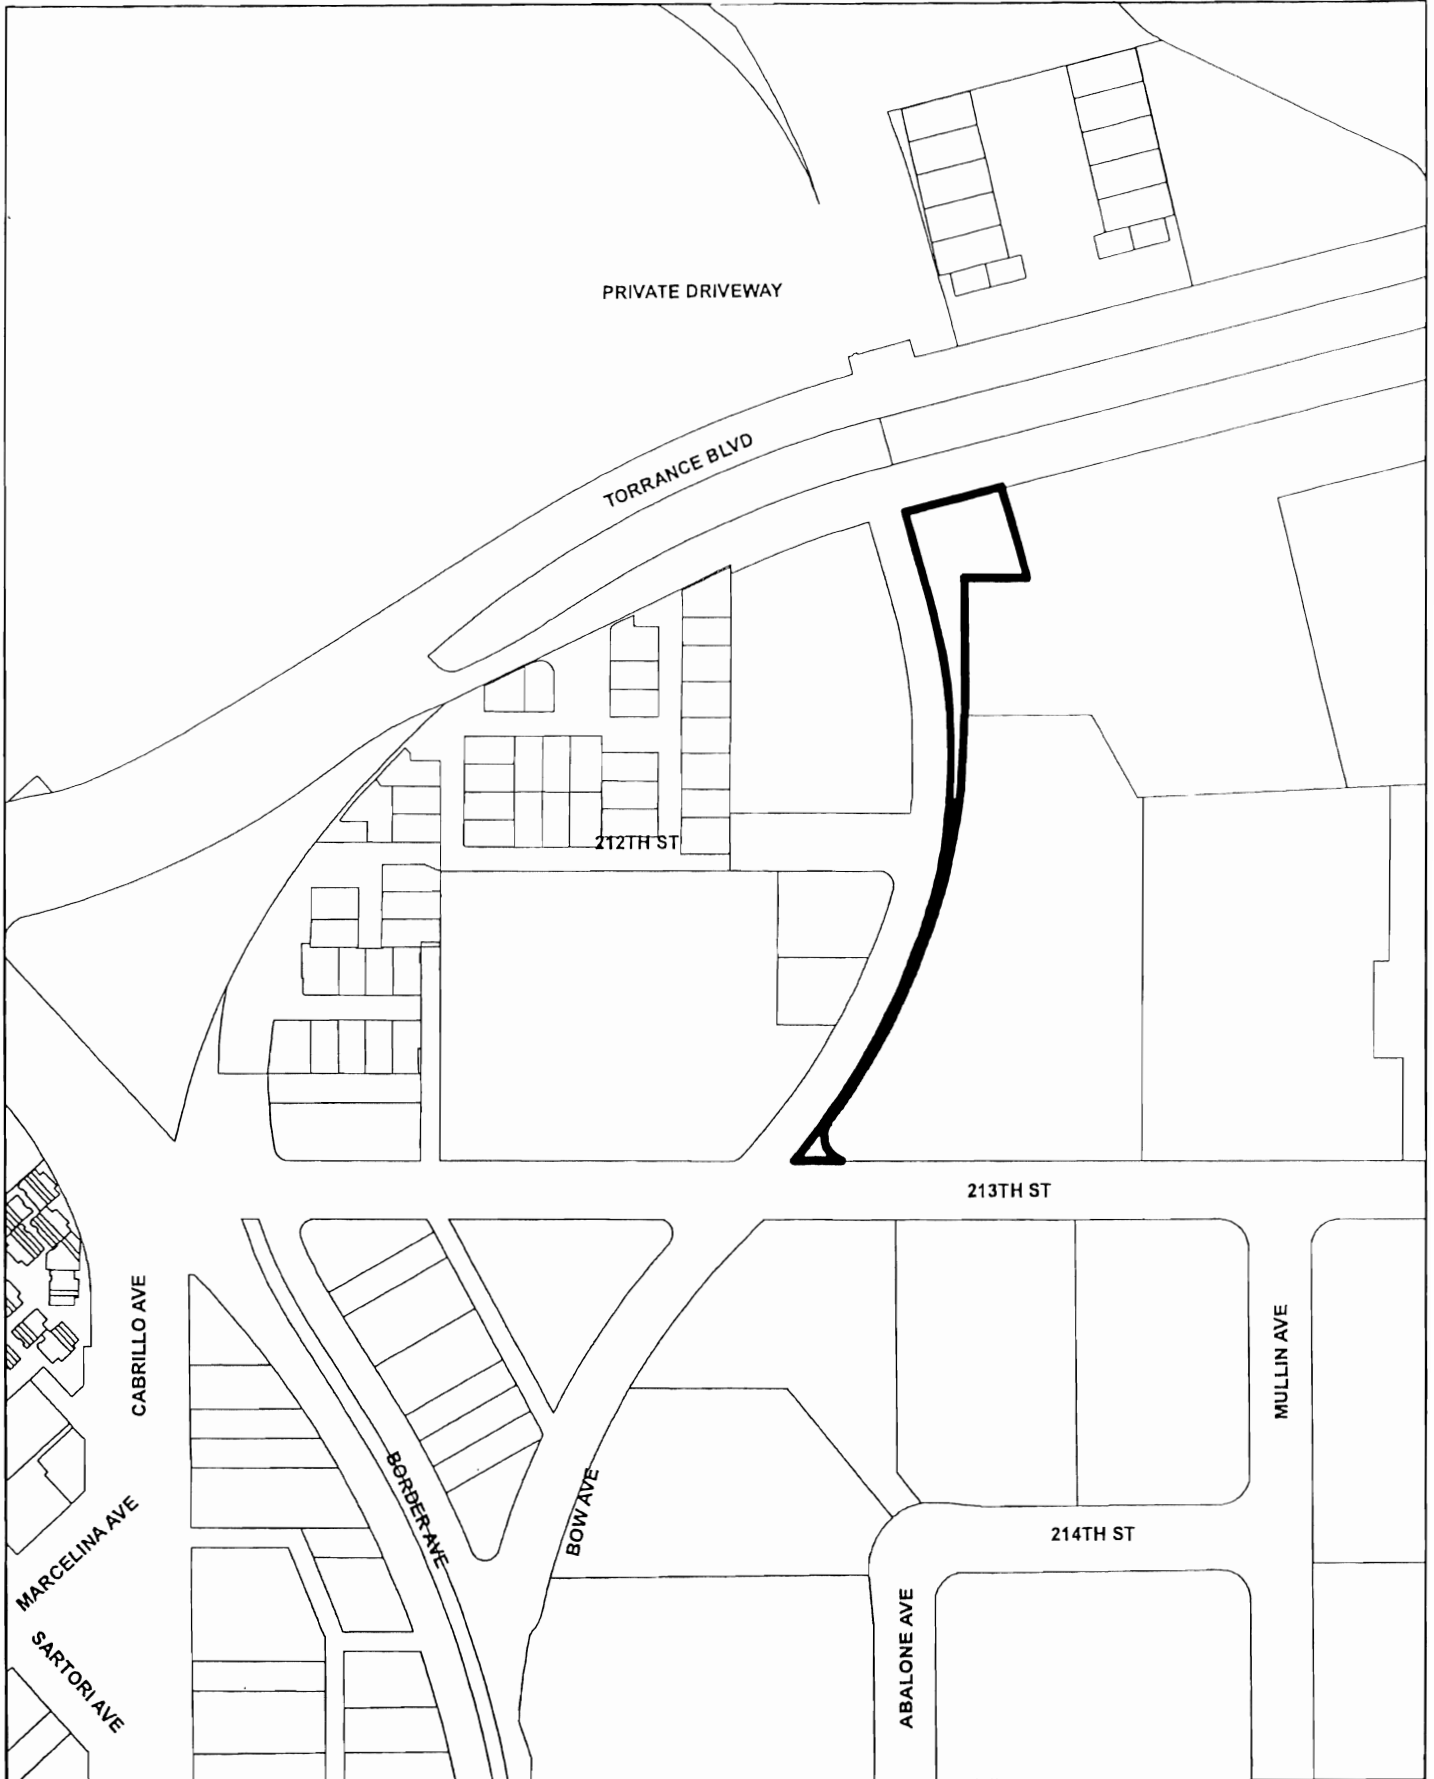 PRIVATE DRIVEWAY
TORRANCE BLVD
212TH ST
213TH ST
CABRILLO AVE
MULLIN AVE
BORDER AVE
BOW AVE
MARCELINA AVE
214TH ST
ABALONE AVE
SARTORI AVE